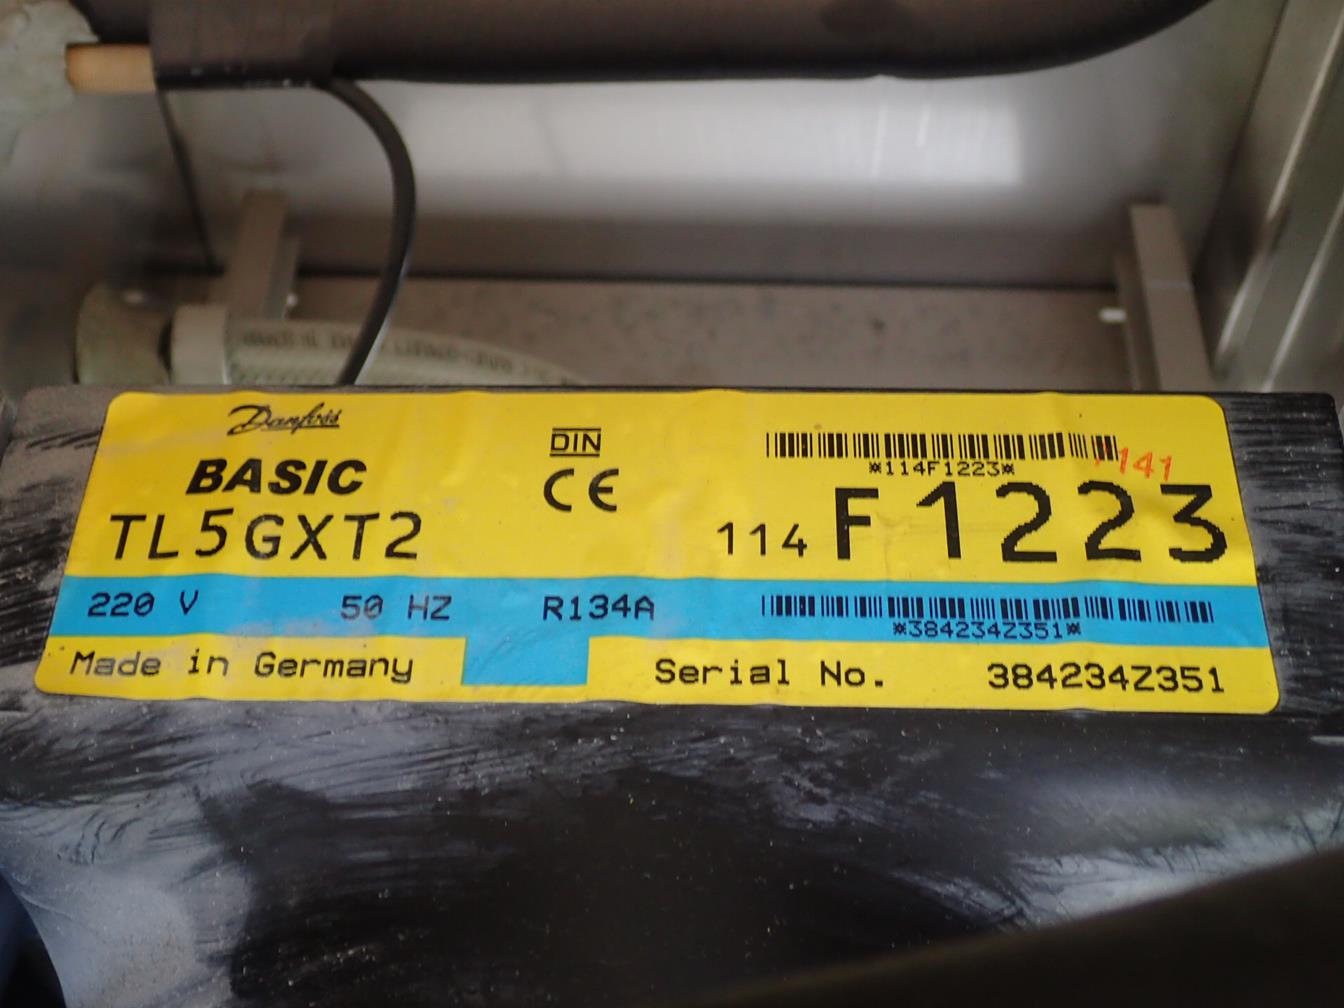 Danfoss
BASIC
TL5GXT2
DIN
CE
*114F1223*
141
114 F1223
220 V 50 HZ R134A
*384234Z351*
Made in Germany
Serial No. 384234Z351